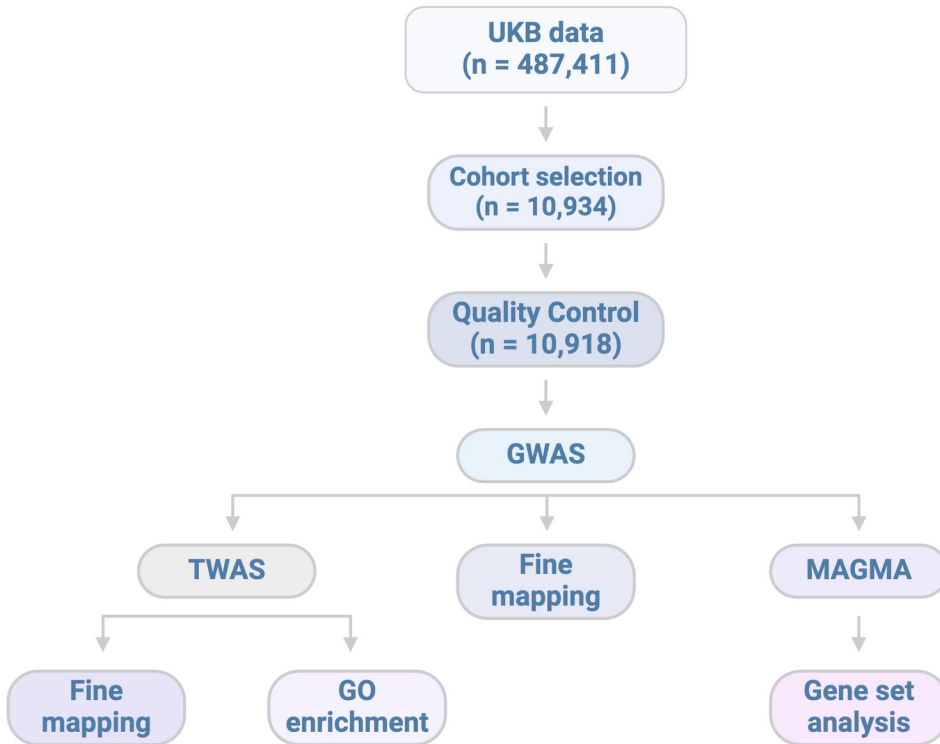 UKB data
(n = 487,411)
Cohort selection
(n = 10,934)
Quality Control
(n = 10,918)
GWAS
TWAS
Fine
mapping
MAGMA
Fine
mapping
GO
enrichment
Gene set
analysis